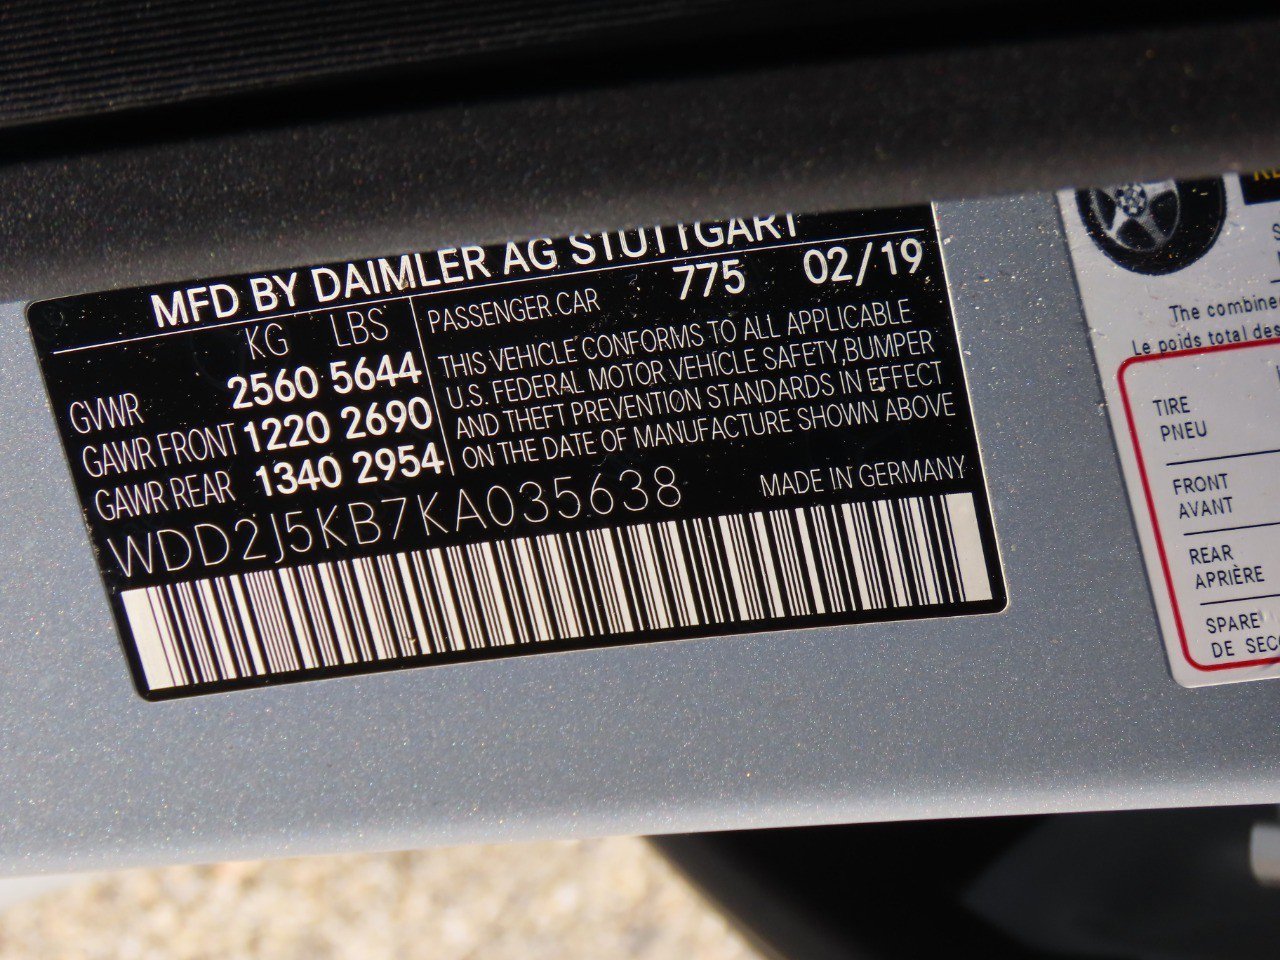 MFD BY DAIMLER AG STUTTGART
KG LBS
GVWR 2560 5644
GAWR FRONT 1220 2690
GAWR REAR 1340 2954
PASSENGER CAR 775 02/19
THIS VEHICLE CONFORMS TO ALL APPLICABLE
U.S. FEDERAL MOTOR VEHICLE SAFETY,BUMPER
AND THEFT PREVENTION STANDARDS IN EFFECT
ON THE DATE OF MANUFACTURE SHOWN ABOVE
WDD2J5KB7KA035638
MADE IN GERMANY
The combine
Le poids total des
TIRE
PNEU
FRONT
AVANT
REAR
ARRIÈRE
SPARE
DE SECO